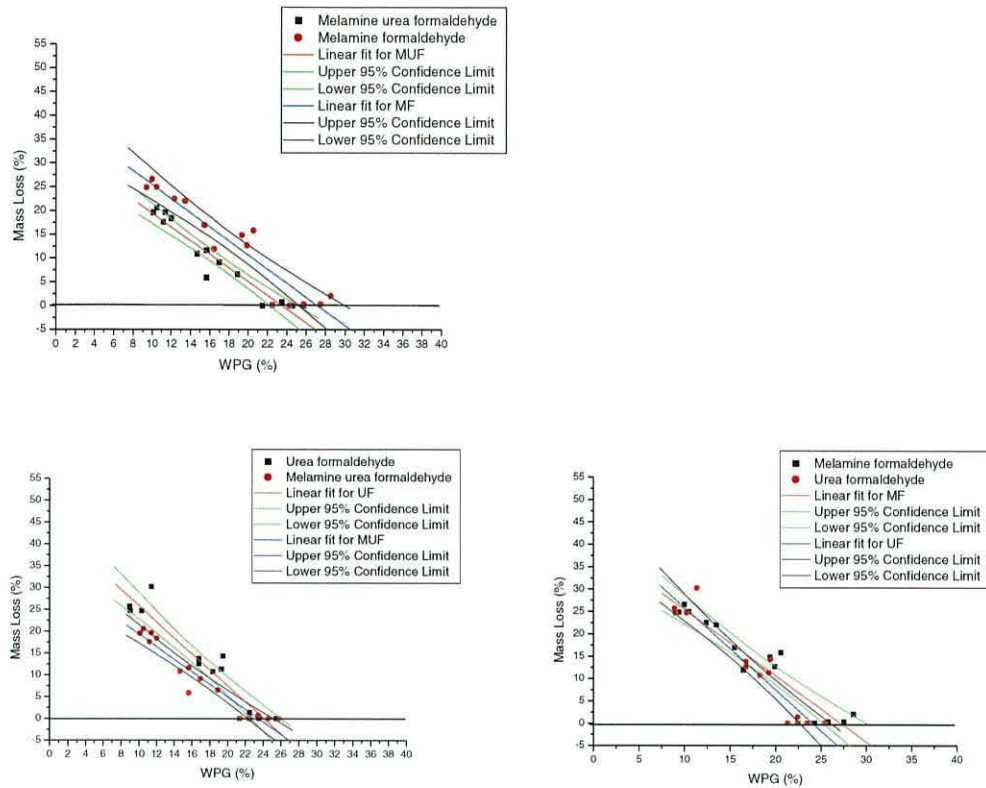 Melamine urea formaldehyde
Melamine formaldehyde
Linear fit for MUF
Upper 95% Confidence Limit
Lower 95% Confidence Limit
Linear fit for MF
Upper 95% Confidence Limit
Lower 95% Confidence Limit
55
50
45
40
35
30
25
20
15
10
5
0
-5
Mass Loss (%)
0 2 4 6 8 10 12 14 16 18 20 22 24 26 28 30 32 34 36 38 40
WPG (%)
Urea formaldehyde
Melamine urea formaldehyde
Linear fit for UF
Upper 95% Confidence Limit
Lower 95% Confidence Limit
Linear fit for MUF
Upper 95% Confidence Limit
Lower 95% Confidence Limit
55
50
45
40
35
30
25
20
15
10
5
0
-5
Mass Loss (%)
0 2 4 6 8 10 12 14 16 18 20 22 24 26 28 30 32 34 36 38 40
WPG (%)
Melamine formaldehyde
Urea formaldehyde
Linear fit for MF
Upper 95% Confidence Limit
Lower 95% Confidence Limit
Linear fit for UF
Upper 95% Confidence Limit
Lower 95% Confidence Limit
55
50
45
40
35
30
25
20
15
10
5
0
-5
Mass Loss (%)
0 5 10 15 20 25 30 35 40
WPG (%)